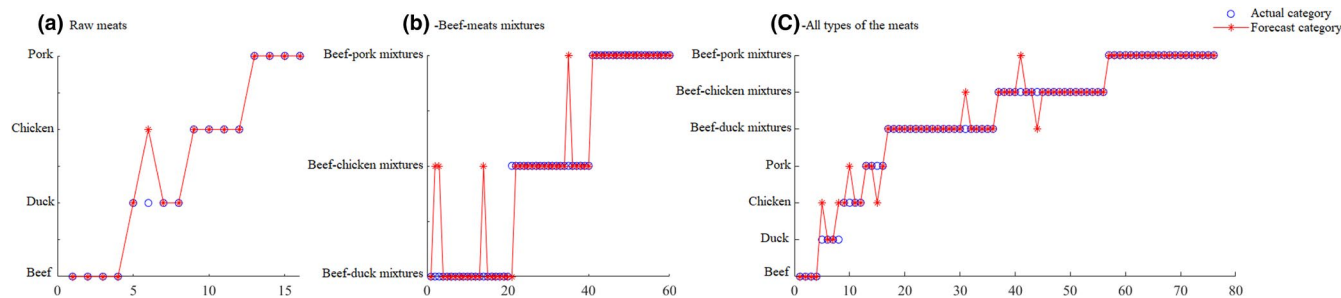 (a) Raw meats
Pork
Chicken
Duck
Beef
0 5 10 15
(b) -Beef-meats mixtures
Beef-pork mixtures
Beef-chicken mixtures
Beef-duck mixtures
0 20 40 60
(C) -All types of the meats
Beef-pork mixtures
Beef-chicken mixtures
Beef-duck mixtures
Pork
Chicken
Duck
Beef
0 10 20 30 40 50 60 70 80
Actual category
Forecast category